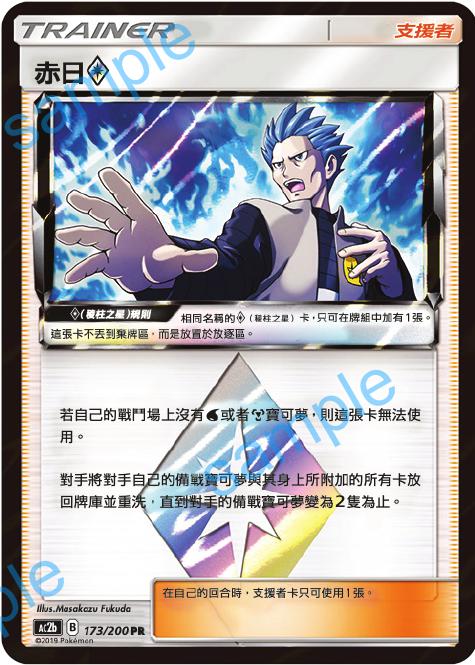 TRAINER 支援者
赤日◇
◇(稜柱之星)規則 相同名稱的◇(稜柱之星)卡,只可在牌組中加有1張。
這張卡不丟到棄牌區,而是放置於放逐區。
若自己的戰鬥場上沒有或者寶可夢,則這張卡無法使
用。
對手將對手自己的備戰寶可夢與其身上所附加的所有卡放
回牌庫並重洗,直到對手的備戰寶可夢變為2隻為止。
在自己的回合時,支援者卡只可使用1張。
Illus.Masakazu Fukuda
AC2b B 173/200 PR
©2019 Pokémon
sample
sample
sample